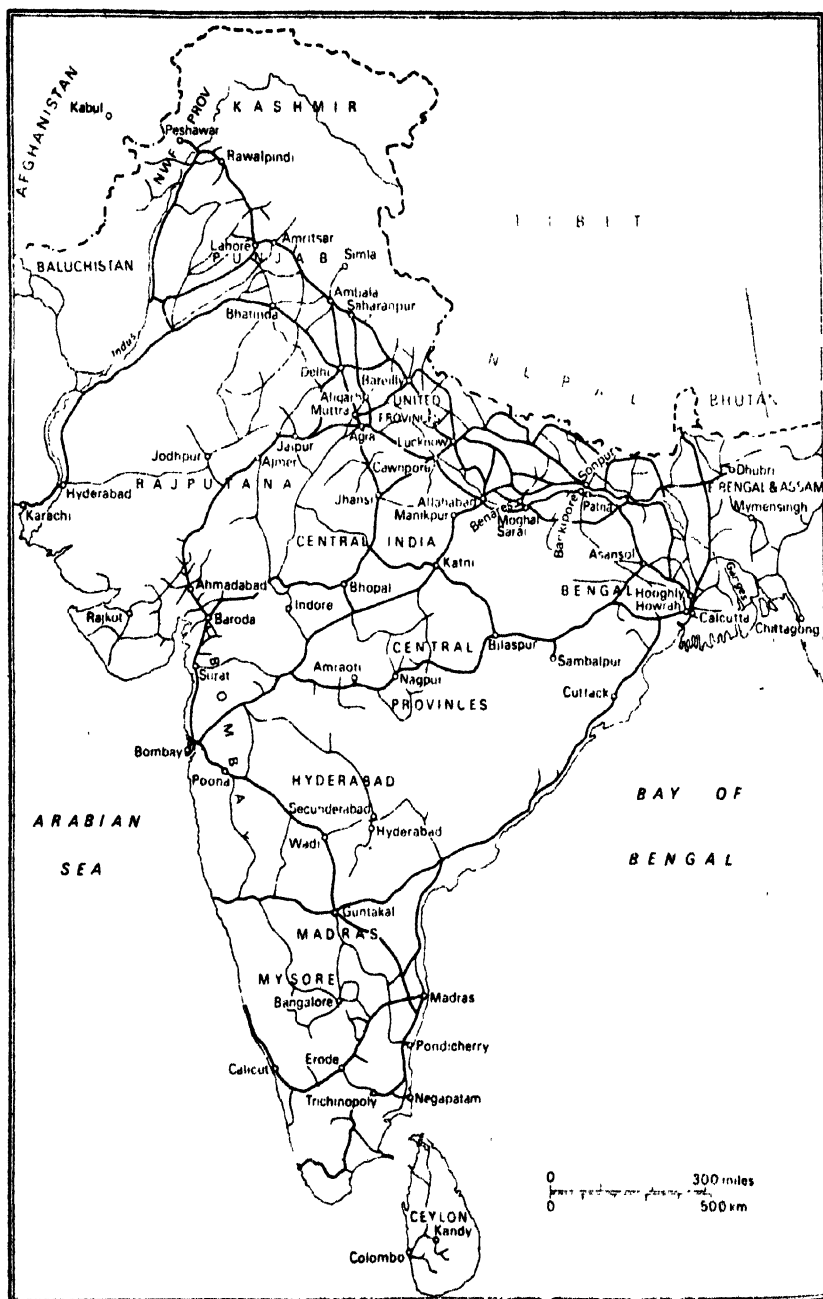 AFGHANISTAN
Kabul
NWF PROV
KASHMIR
Peshawar
Rawalpindi
TIBET
Lahore
Amritsar
PUNJAB
Simla
BALUCHISTAN
Ambala
Saharanpur
Bhatinda
Indus
Delhi
Bareilly
NEPAL
BHUTAN
Aligarh
Muttra
UNITED
PROVINCES
Agra
Lucknow
Jaipur
Jodhpur
Ajmer
Cawnpore
Sonpur
Dhubri
Hyderabad
RAJPUTANA
Jhansi
Allahabad
Benares
Bankipore
E BENGAL & ASSAM
Karachi
Manikpur
Moghal
Sarai
Patna
Mymensingh
CENTRAL INDIA
Katni
Asansol
Ganges
Ahmadabad
Bhopal
BENGAL
Hooghly
Rajkot
Indore
Howrah
Baroda
Calcutta
Chittagong
CENTRAL
Bilaspur
Surat
Amraoti
Nagpur
Sambalpur
PROVINCES
Cuttack
BOMBAY
Bombay
Poona
HYDERABAD
BAY OF
Secunderabad
ARABIAN
Hyderabad
Wadi
BENGAL
SEA
Guntakal
MADRAS
MYSORE
Bangalore
Madras
Pondicherry
Calicut
Erode
Trichinopoly
Negapatam
0 300 miles
0 500 km
CEYLON
Kandy
Colombo